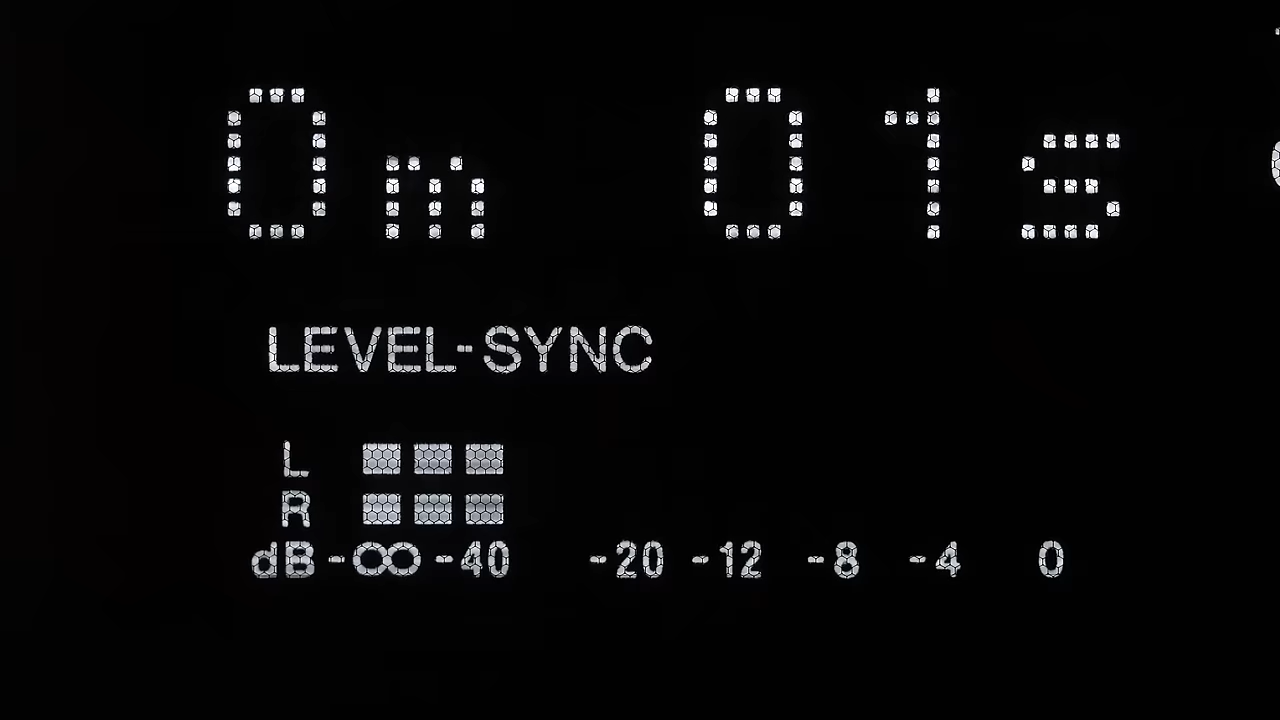 0m 01s
LEVEL-SYNC
L
R
dB -∞ -40 -20 -12 -8 -4 0